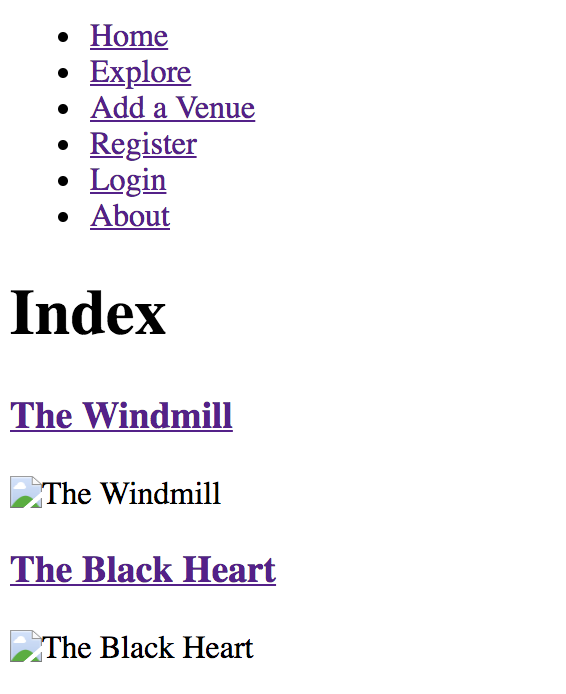 Home
Explore
Add a Venue
Register
Login
About
Index
The Windmill
The Windmill
The Black Heart
The Black Heart